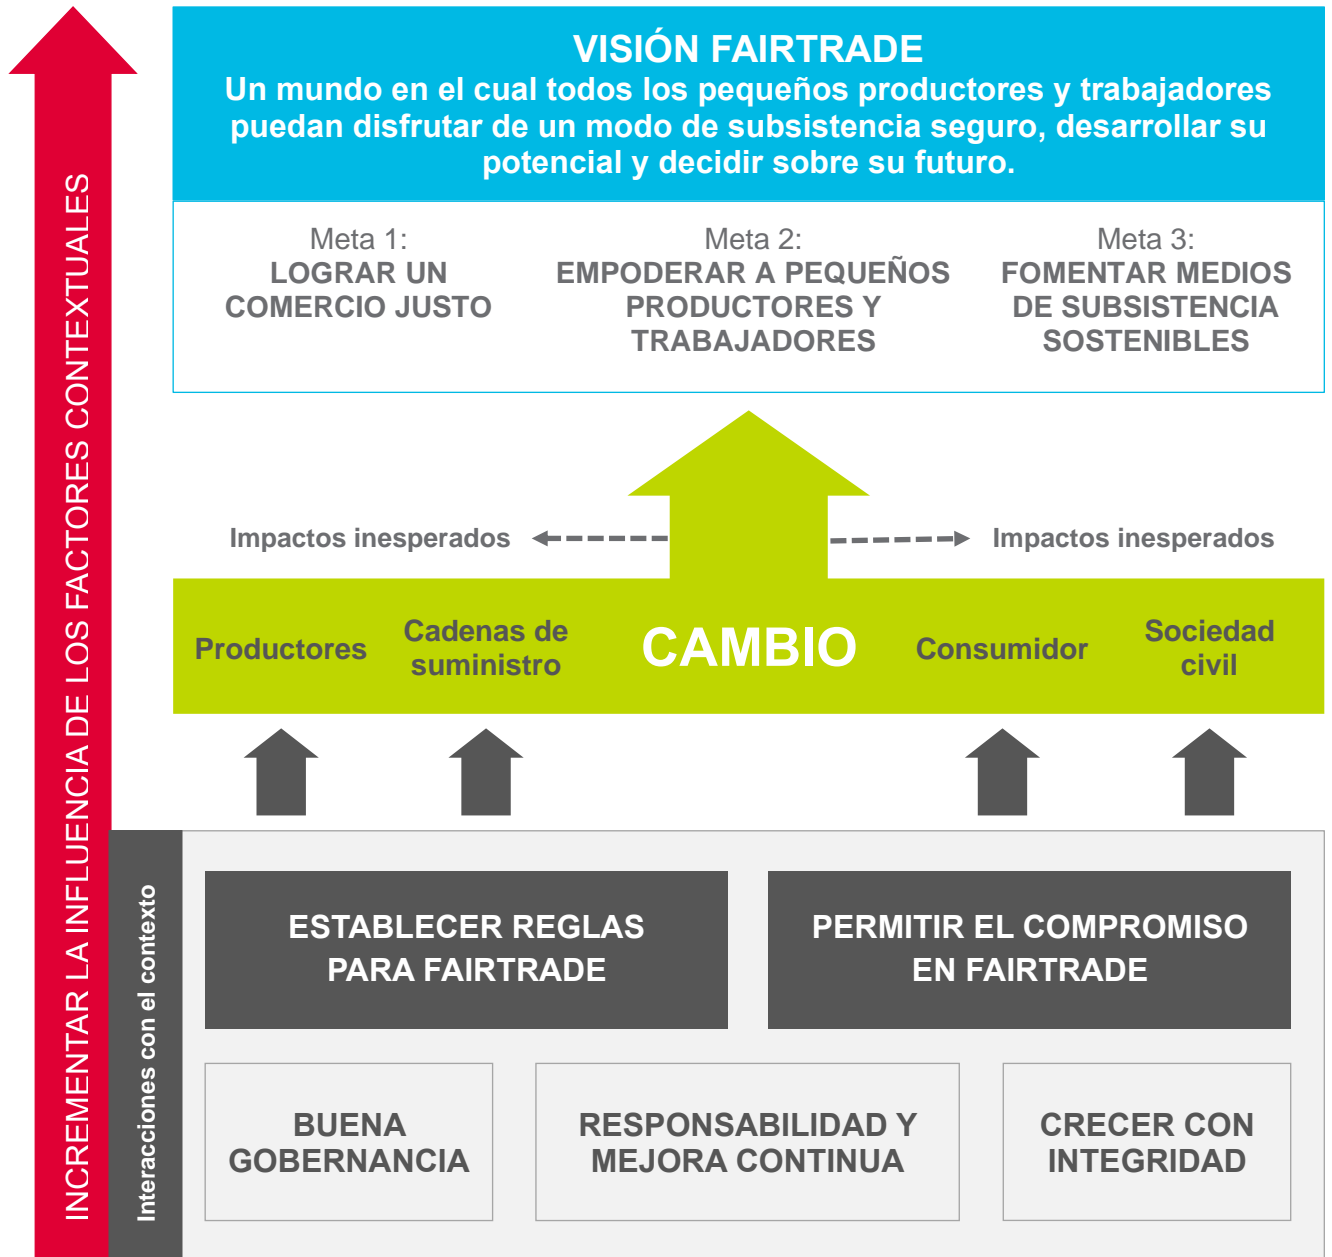 VISIÓN FAIRTRADE
Un mundo en el cual todos los pequeños productores y trabajadores
puedan disfrutar de un modo de subsistencia seguro, desarrollar su
potencial y decidir sobre su futuro.
Meta 1:
LOGRAR UN
COMERCIO JUSTO
Meta 2:
EMPODERAR A PEQUEÑOS
PRODUCTORES Y
TRABAJADORES
Meta 3:
FOMENTAR MEDIOS
DE SUBSISTENCIA
SOSTENIBLES
Impactos inesperados
Impactos inesperados
Productores
Cadenas de
suministro
CAMBIO
Consumidor
Sociedad
civil
INCREMENTAR LA INFLUENCIA DE LOS FACTORES CONTEXTUALES
Interacciones con el contexto
ESTABLECER REGLAS
PARA FAIRTRADE
PERMITIR EL COMPROMISO
EN FAIRTRADE
BUENA
GOBERNANCIA
RESPONSABILIDAD Y
MEJORA CONTINUA
CRECER CON
INTEGRIDAD